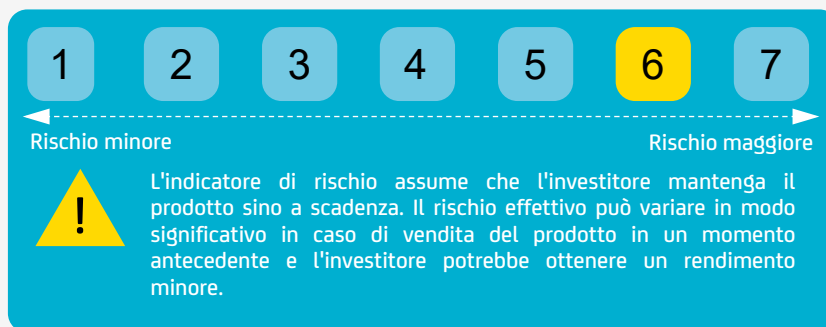 1 2 3 4 5 6 7
Rischio minore Rischio maggiore
!
L'indicatore di rischio assume che l'investitore mantenga il
prodotto sino a scadenza. Il rischio effettivo può variare in modo
significativo in caso di vendita del prodotto in un momento
antecedente e l'investitore potrebbe ottenere un rendimento
minore.